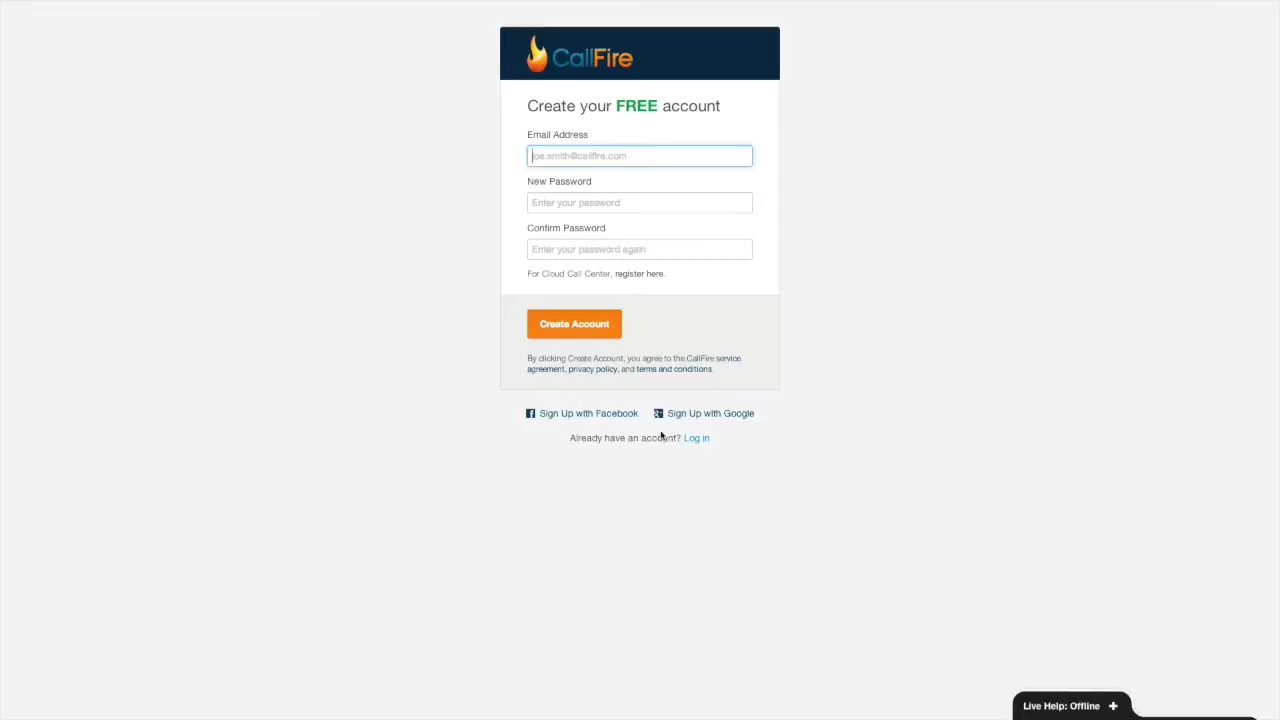 CallFire
Create your FREE account
Email Address
joe.smith@callfire.com
New Password
Enter your password
Confirm Password
Enter your password again
For Cloud Call Center, register here.
Create Account
By clicking Create Account, you agree to the CallFire service
agreement, privacy policy, and terms and conditions.
Sign Up with Facebook
Sign Up with Google
Already have an account? Log in
Live Help: Offline +